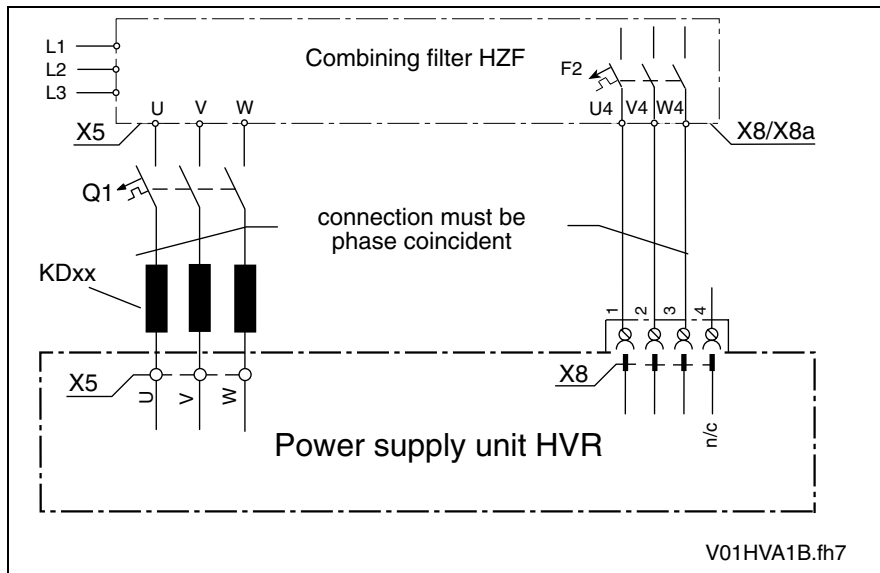 L1
L2
L3
Combining filter HZF
F2
U V W
U4 V4 W4
X5
X8/X8a
Q1
connection must be
phase coincident
KDxx
1 2 3 4
X5
X8
U V W
n/c
Power supply unit HVR
V01HVA1B.fh7